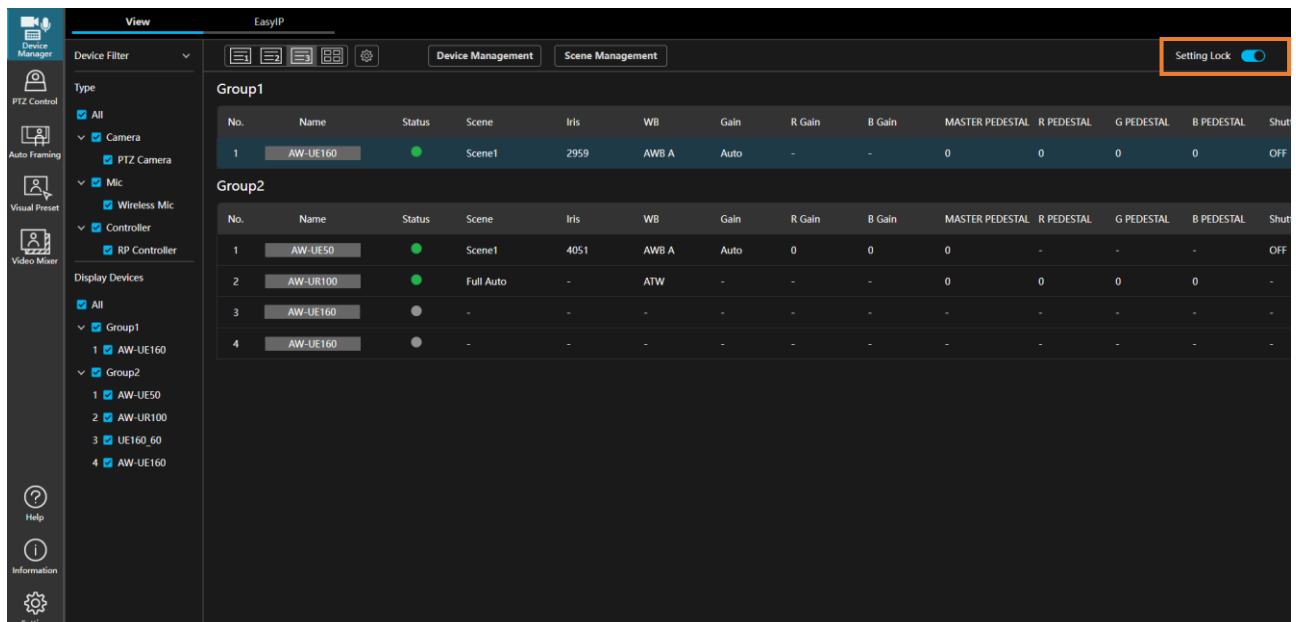 View EasyIP
Device Manager
PTZ Control
Auto Framing
Visual Preset
Video Mixer
Help
Information
Device Filter
Type
All
Camera
PTZ Camera
Mic
Wireless Mic
Controller
RP Controller
Display Devices
All
Group1
1 AW-UE160
Group2
1 AW-UE50
2 AW-UR100
3 UE160_60
4 AW-UE160
1 2 3 Device Management Scene Management Setting Lock
Group1
No. Name Status Scene Iris WB Gain R Gain B Gain MASTER PEDESTAL R PEDESTAL G PEDESTAL B PEDESTAL Shut
1 AW-UE160 Scene1 2959 AWB A Auto - - 0 0 0 0 OFF
Group2
No. Name Status Scene Iris WB Gain R Gain B Gain MASTER PEDESTAL R PEDESTAL G PEDESTAL B PEDESTAL Shut
1 AW-UE50 Scene1 4051 AWB A Auto 0 0 0 - - - OFF
2 AW-UR100 Full Auto - ATW - - - 0 0 0 0 -
3 AW-UE160 - - - - - - - - - - -
4 AW-UE160 - - - - - - - - - - -